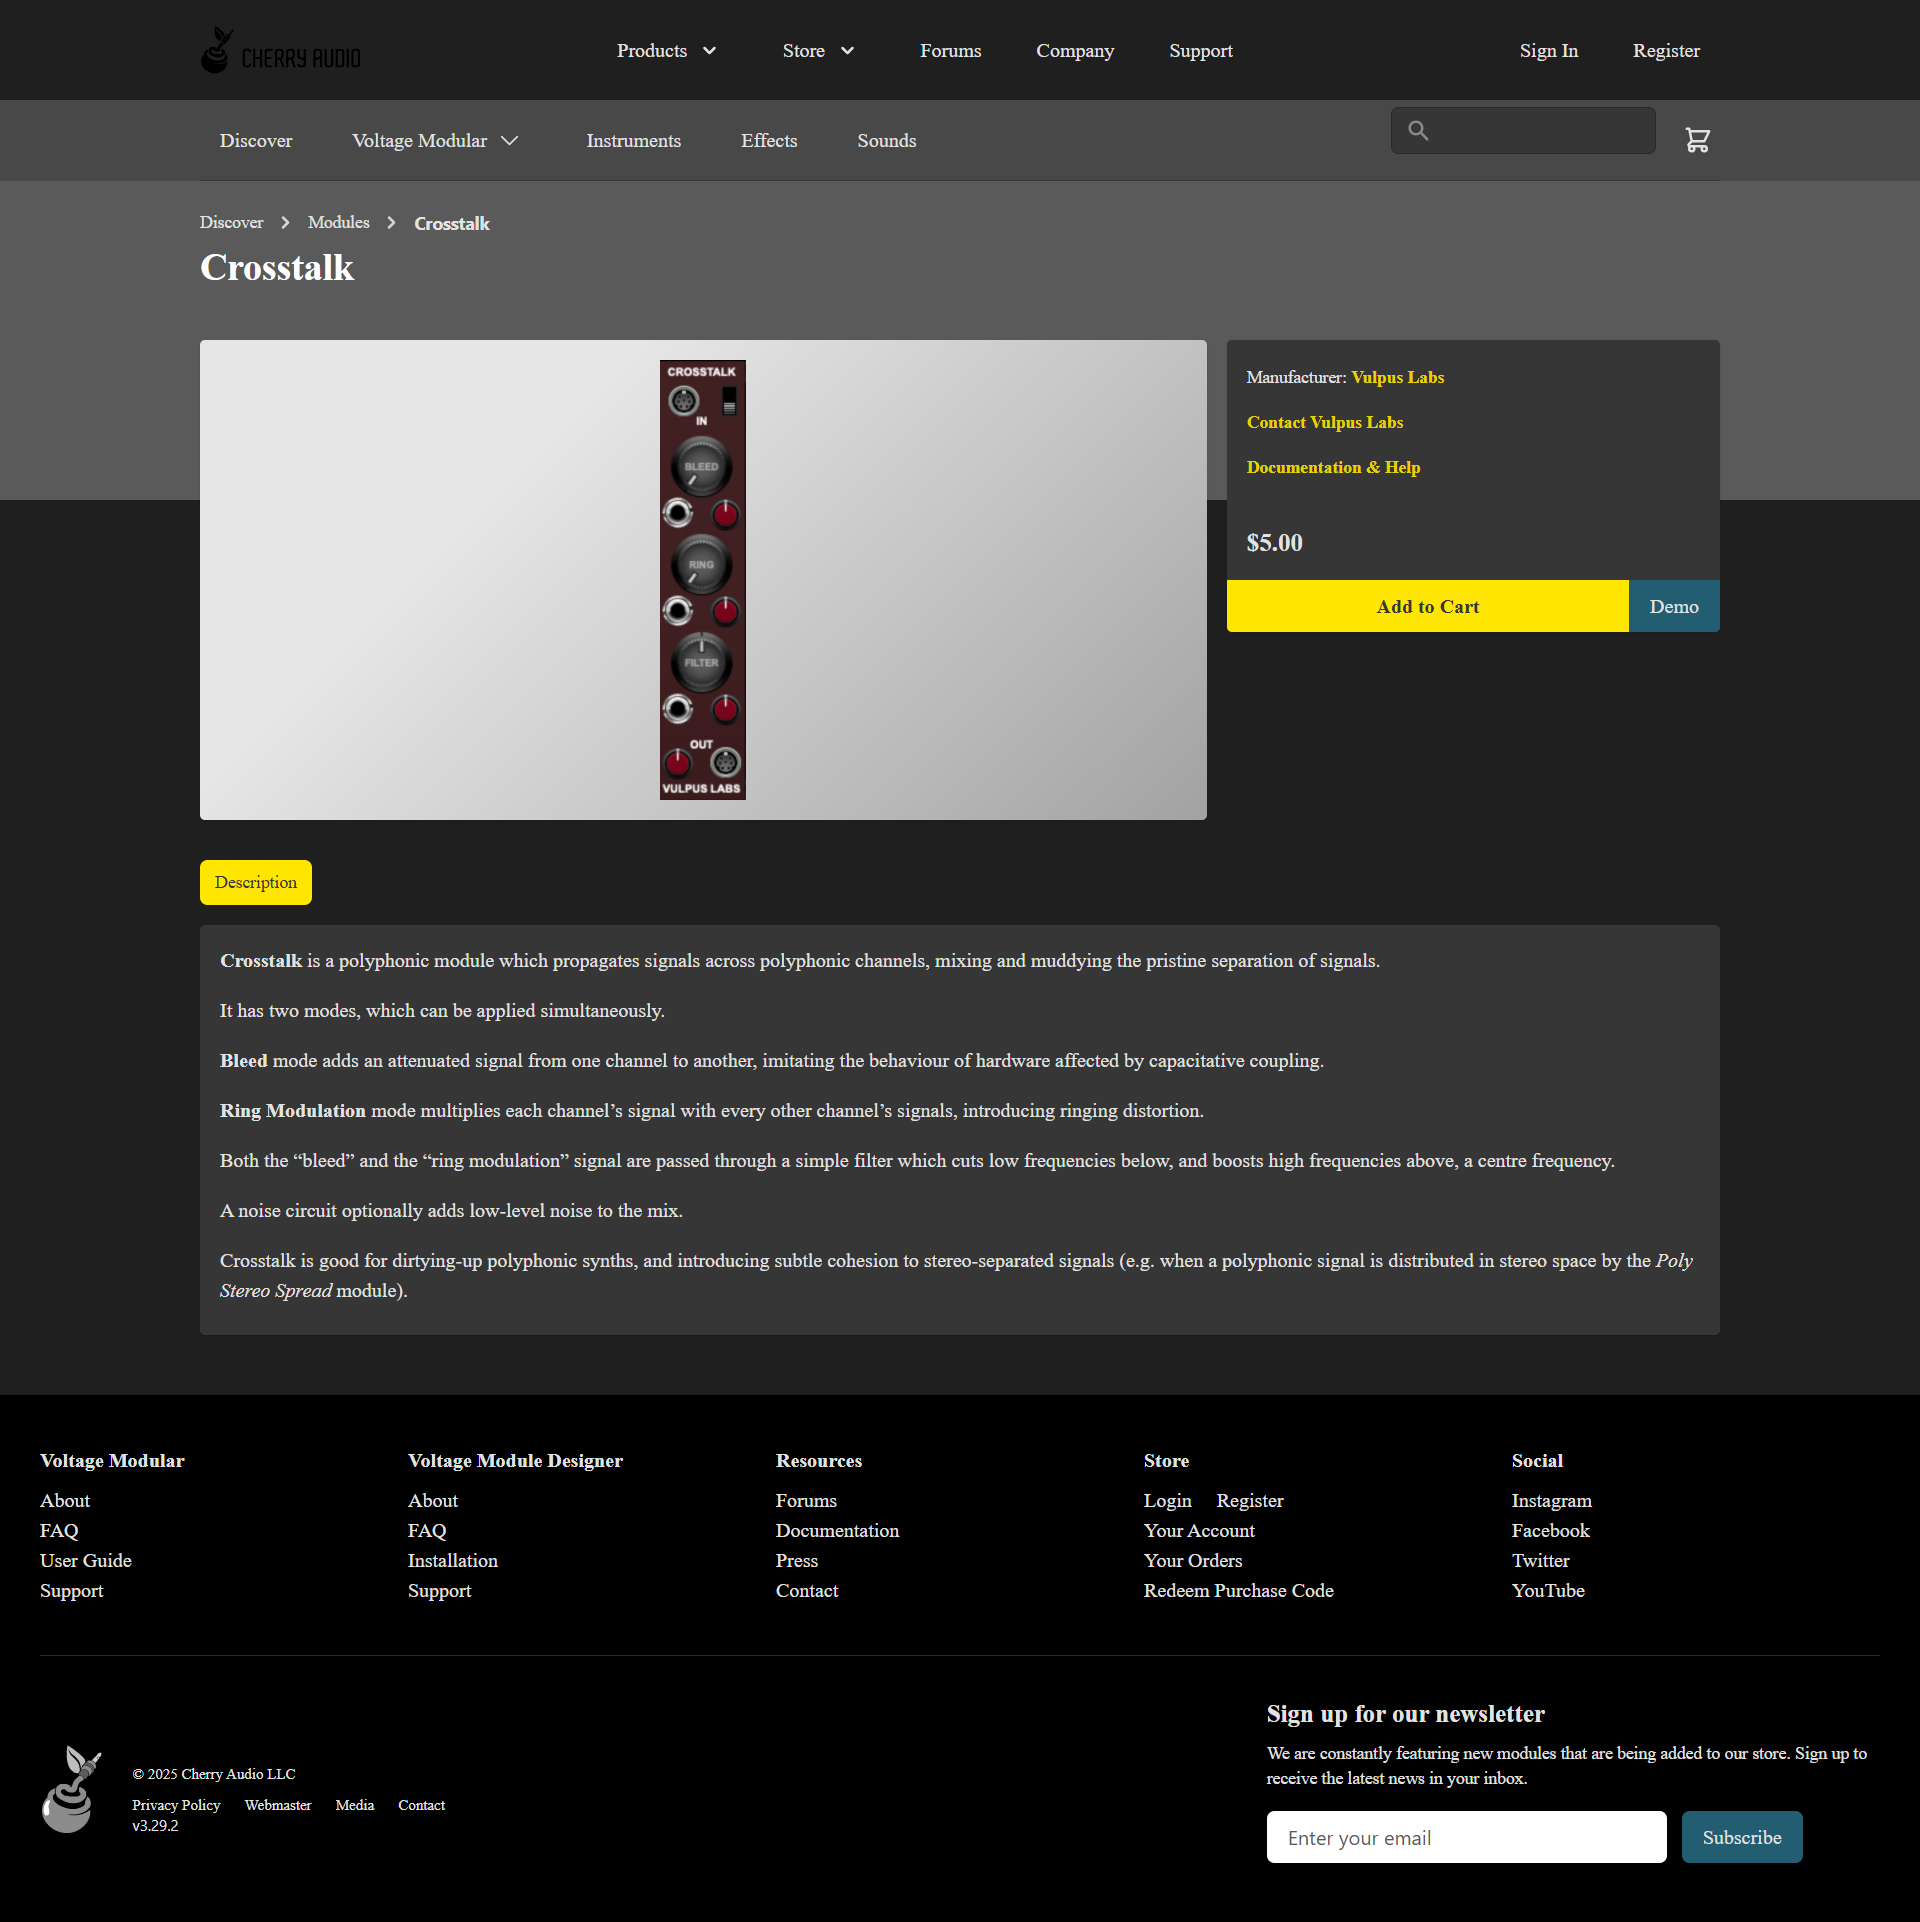 CHERRY AUDIO
Products
Store
Forums
Company
Support
Sign In
Register
Discover
Voltage Modular
Instruments
Effects
Sounds
Discover
Modules
Crosstalk
Crosstalk
CROSSTALK
IN
BLEED
RING
FILTER
OUT
VULPUS LABS
Manufacturer: Vulpus Labs
Contact Vulpus Labs
Documentation & Help
$5.00
Add to Cart
Demo
Description
Crosstalk is a polyphonic module which propagates signals across polyphonic channels, mixing and muddying the pristine separation of signals.
It has two modes, which can be applied simultaneously.
Bleed mode adds an attenuated signal from one channel to another, imitating the behaviour of hardware affected by capacitative coupling.
Ring Modulation mode multiplies each channel’s signal with every other channel’s signals, introducing ringing distortion.
Both the “bleed” and the “ring modulation” signal are passed through a simple filter which cuts low frequencies below, and boosts high frequencies above, a centre frequency.
A noise circuit optionally adds low-level noise to the mix.
Crosstalk is good for dirtying-up polyphonic synths, and introducing subtle cohesion to stereo-separated signals (e.g. when a polyphonic signal is distributed in stereo space by the Poly
Stereo Spread module).
Voltage Modular
About
FAQ
User Guide
Support
Voltage Module Designer
About
FAQ
Installation
Support
Resources
Forums
Documentation
Press
Contact
Store
Login Register
Your Account
Your Orders
Redeem Purchase Code
Social
Instagram
Facebook
Twitter
YouTube
© 2025 Cherry Audio LLC
Privacy Policy Webmaster Media Contact
v3.29.2
Sign up for our newsletter
We are constantly featuring new modules that are being added to our store. Sign up to
receive the latest news in your inbox.
Enter your email
Subscribe